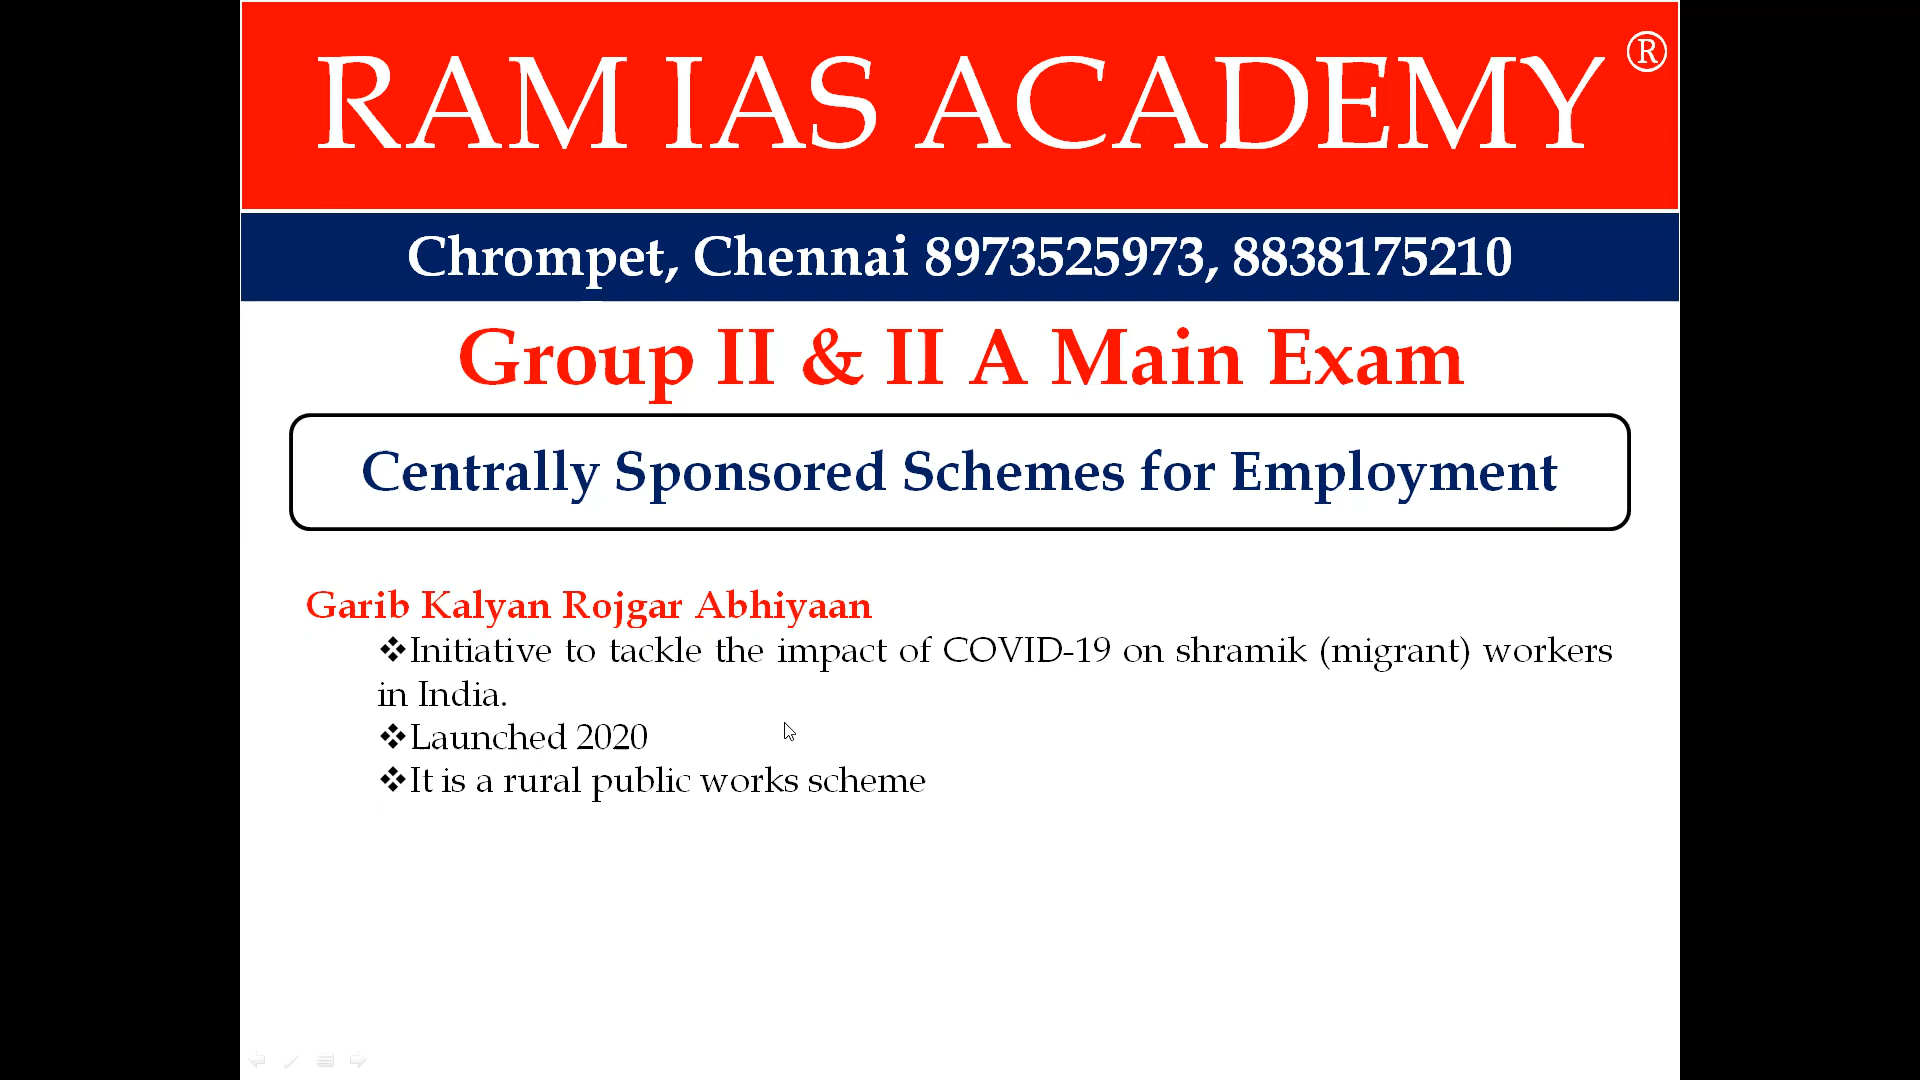 RAM IAS ACADEMY ®
Chrompet, Chennai 8973525973, 8838175210
Group II & II A Main Exam
Centrally Sponsored Schemes for Employment
Garib Kalyan Rojgar Abhiyaan
❖Initiative to tackle the impact of COVID-19 on shramik (migrant) workers
in India.
❖Launched 2020
❖It is a rural public works scheme